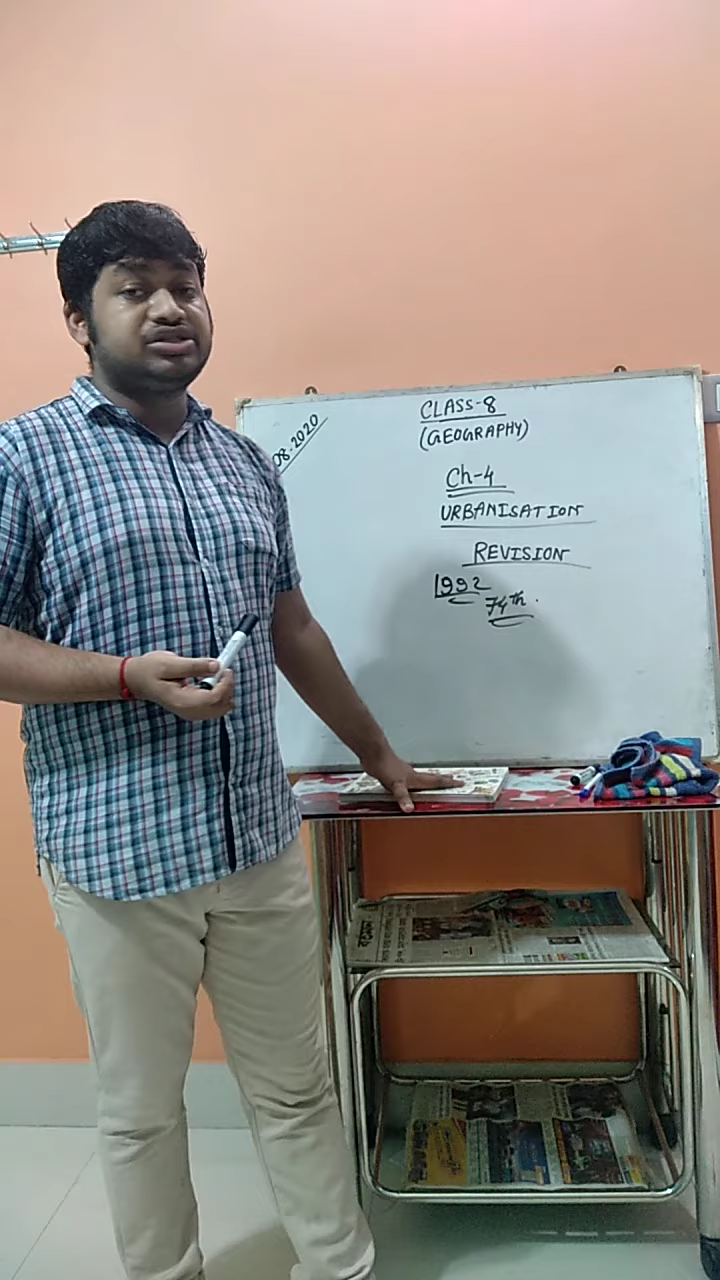 08.2020
CLASS-8
(GEOGRAPHY)
Ch-4
URBANISATION
REVISION
1992
74th.